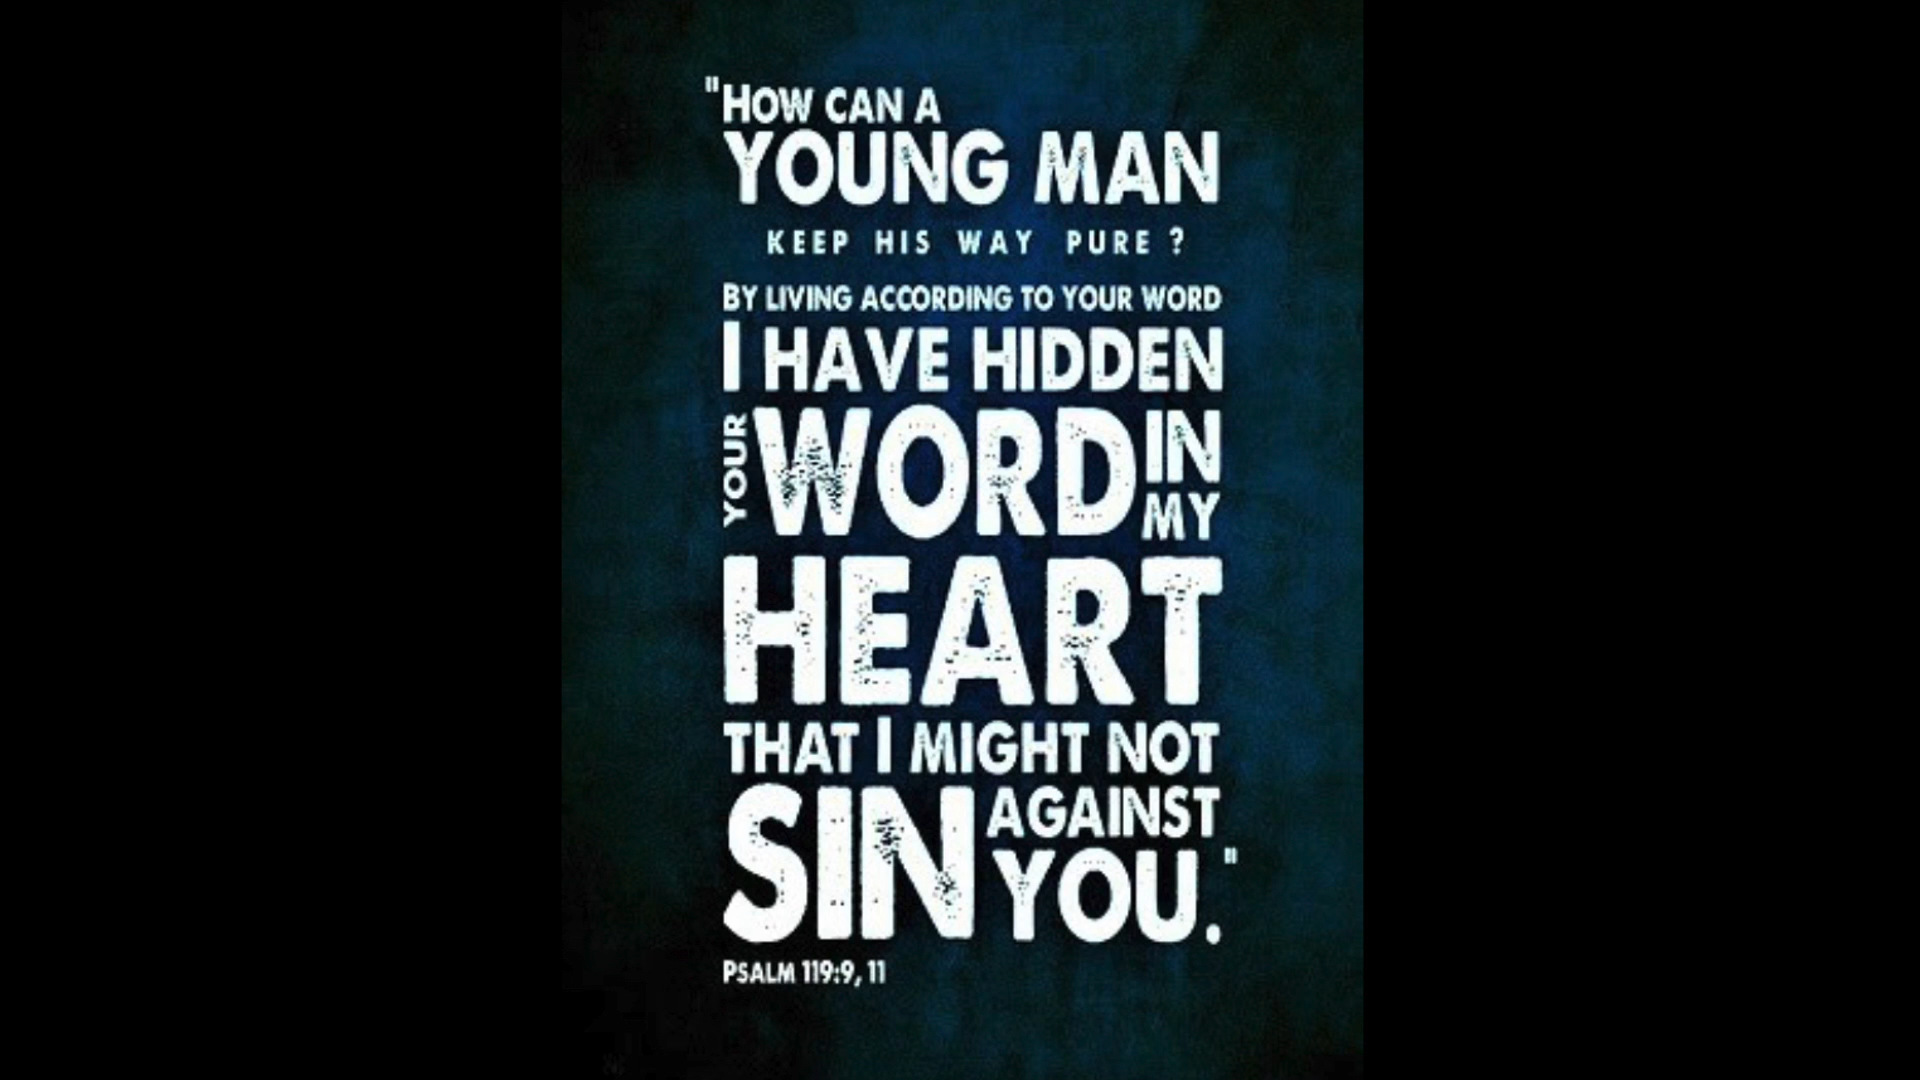 "HOW CAN A
YOUNG MAN
KEEP HIS WAY PURE ?
BY LIVING ACCORDING TO YOUR WORD
I HAVE HIDDEN
YOUR WORD IN MY
HEART
THAT I MIGHT NOT
SIN AGAINST YOU."
PSALM 119:9, 11